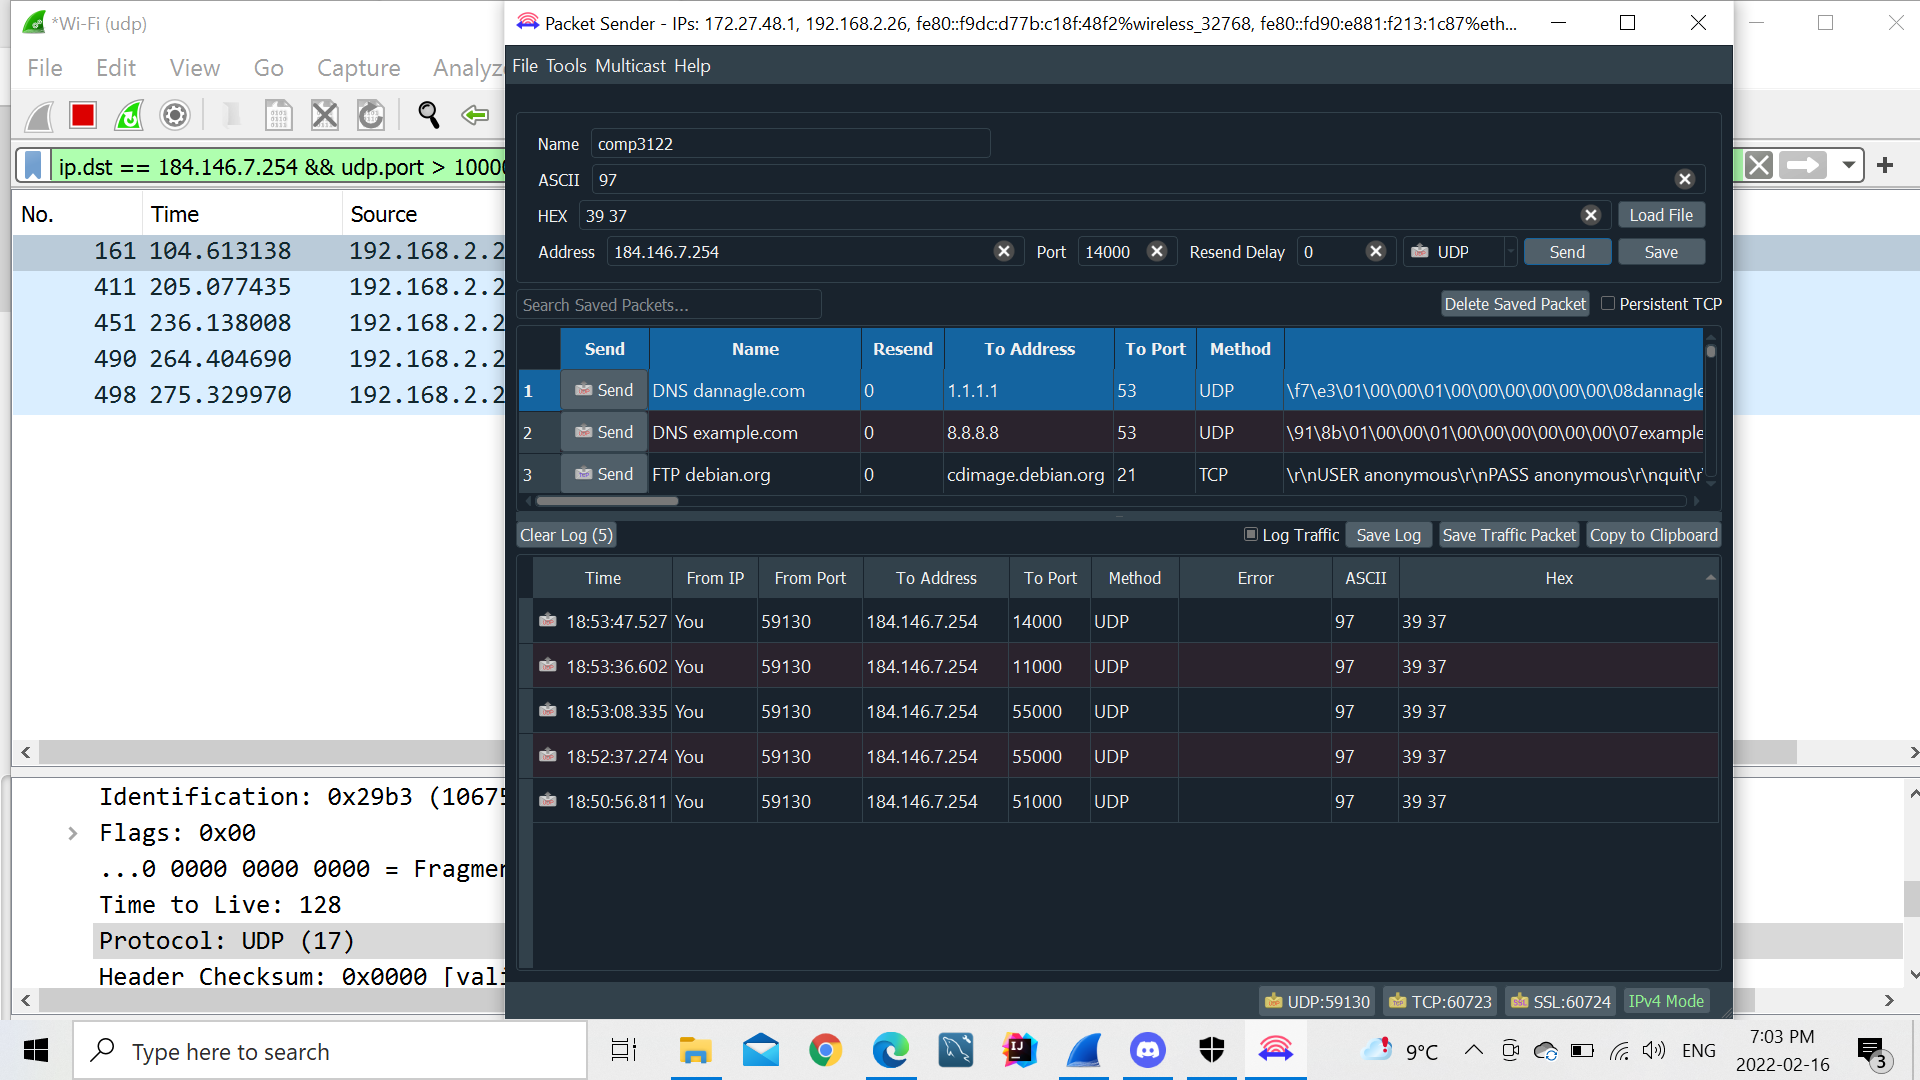 *Wi-Fi (udp)
File Edit View Go Capture Analyz
ip.dst == 184.146.7.254 && udp.port > 1000
No. Time Source
161 104.613138 192.168.2.2
411 205.077435 192.168.2.2
451 236.138008 192.168.2.2
490 264.404690 192.168.2.2
498 275.329970 192.168.2.2
Identification: 0x29b3 (10675
Flags: 0x00
...0 0000 0000 0000 = Fragmen
Time to Live: 128
Protocol: UDP (17)
Header Checksum: 0x0000 [vali
Packet Sender - IPs: 172.27.48.1, 192.168.2.26, fe80::f9dc:d77b:c18f:48f2%wireless_32768, fe80::fd90:e881:f213:1c87%eth...
File Tools Multicast Help
Name comp3122
ASCII 97
HEX 39 37 Load File
Address 184.146.7.254 Port 14000 Resend Delay 0 UDP Send Save
Search Saved Packets... Delete Saved Packet Persistent TCP
Send Name Resend To Address To Port Method
1 Send DNS dannagle.com 0 1.1.1.1 53 UDP \f7\e3\01\00\00\01\00\00\00\00\00\00\08dannagle
2 Send DNS example.com 0 8.8.8.8 53 UDP \91\8b\01\00\00\01\00\00\00\00\00\00\07example
3 Send FTP debian.org 0 cdimage.debian.org 21 TCP \r\nUSER anonymous\r\nPASS anonymous\r\nquit\r\
Clear Log (5) Log Traffic Save Log Save Traffic Packet Copy to Clipboard
Time From IP From Port To Address To Port Method Error ASCII Hex
18:53:47.527 You 59130 184.146.7.254 14000 UDP 97 39 37
18:53:36.602 You 59130 184.146.7.254 11000 UDP 97 39 37
18:53:08.335 You 59130 184.146.7.254 55000 UDP 97 39 37
18:52:37.274 You 59130 184.146.7.254 55000 UDP 97 39 37
18:50:56.811 You 59130 184.146.7.254 51000 UDP 97 39 37
UDP:59130 TCP:60723 SSL:60724 IPv4 Mode
Type here to search
9°C ENG
7:03 PM
2022-02-16
3